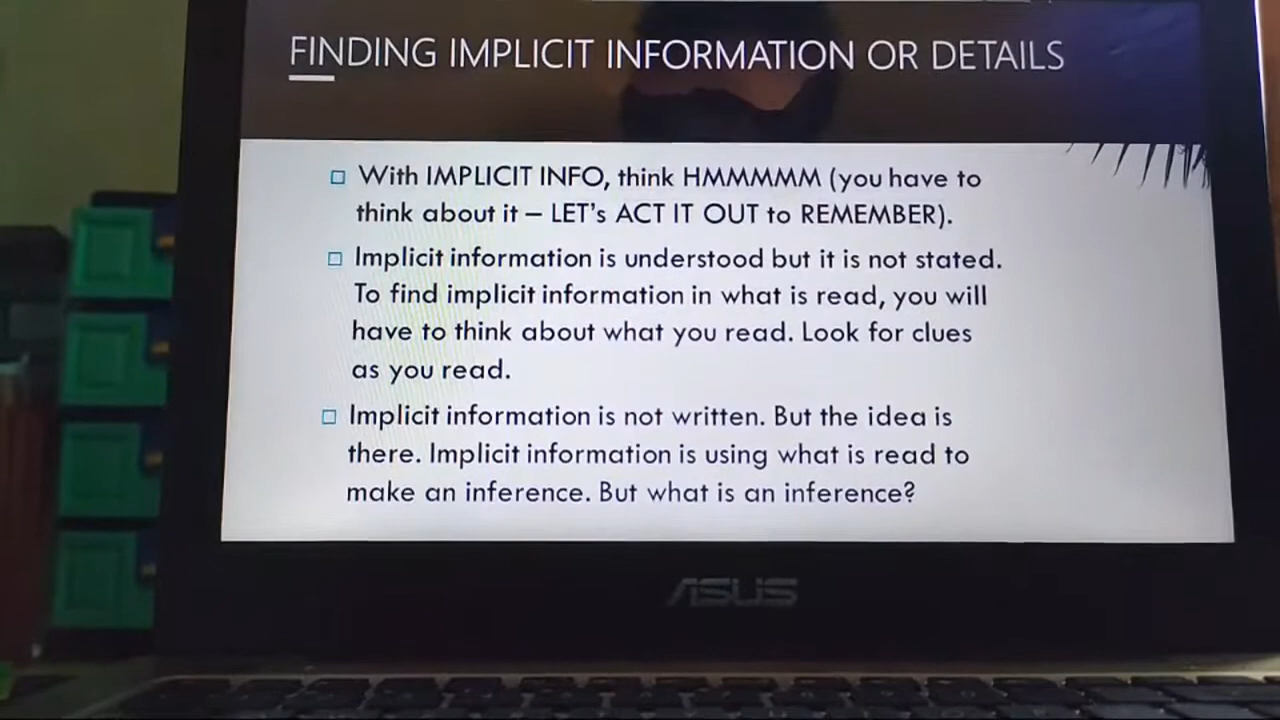 FINDING IMPLICIT INFORMATION OR DETAILS
With IMPLICIT INFO, think HMMMMM (you have to
think about it – LET's ACT IT OUT to REMEMBER).
Implicit information is understood but it is not stated.
To find implicit information in what is read, you will
have to think about what you read. Look for clues
as you read.
Implicit information is not written. But the idea is
there. Implicit information is using what is read to
make an inference. But what is an inference?
ASUS